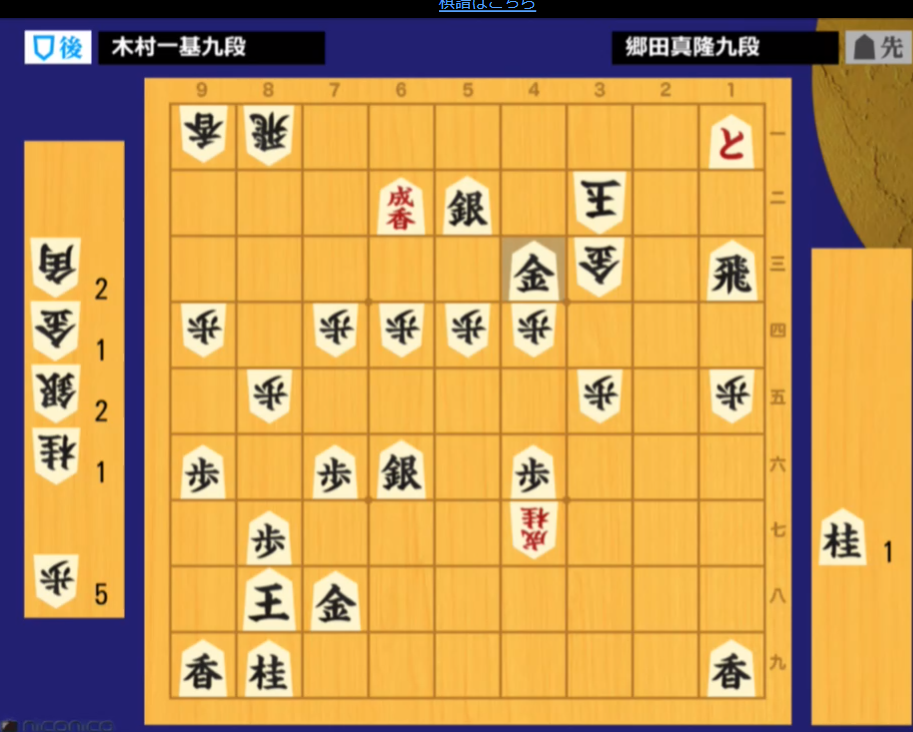 棋譜はこちら
後 木村一基九段 郷田真隆九段 先
9 8 7 6 5 4 3 2 1
香 飛 と 一
成香 銀 王 二
金 金 飛 三
歩 歩 歩 歩 歩 四
歩 歩 歩 五
歩 歩 銀 歩 六
歩 成桂 七
王 金 八
香 桂 香 九
角 2
金 1
銀 2
桂 1
歩 5
桂 1